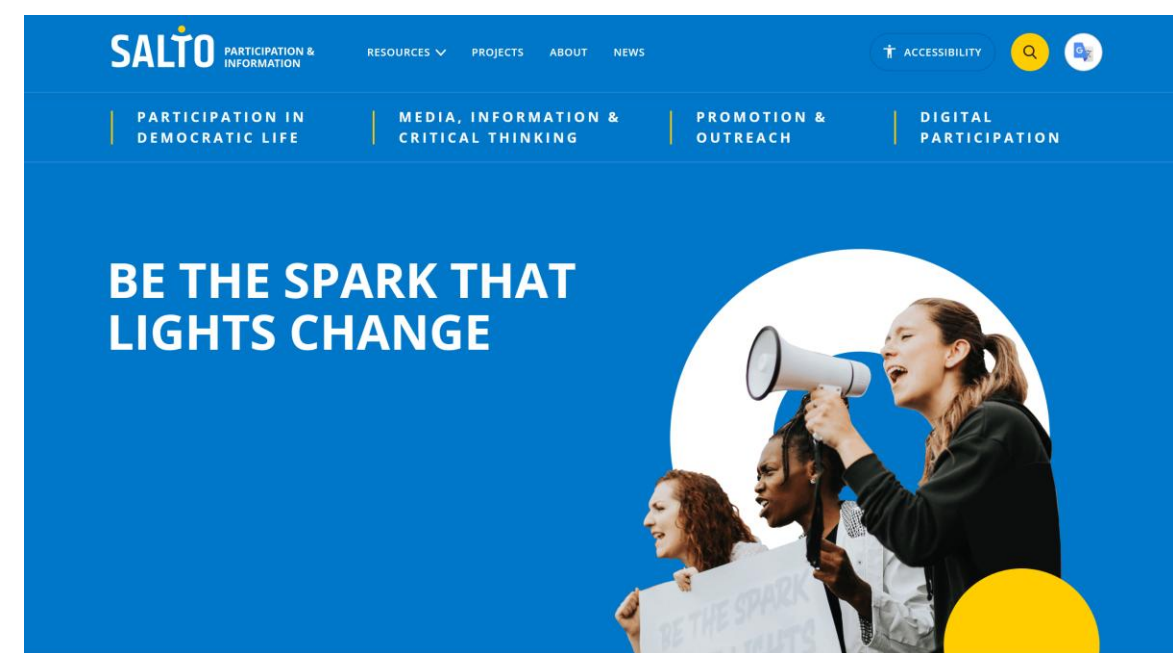 SALTO PARTICIPATION &
INFORMATION
RESOURCES
PROJECTS
ABOUT
NEWS
ACCESSIBILITY
G
PARTICIPATION IN
DEMOCRATIC LIFE
MEDIA, INFORMATION &
CRITICAL THINKING
PROMOTION &
OUTREACH
DIGITAL
PARTICIPATION
BE THE SPARK THAT
LIGHTS CHANGE
BE THE SPARK
LIGHTS